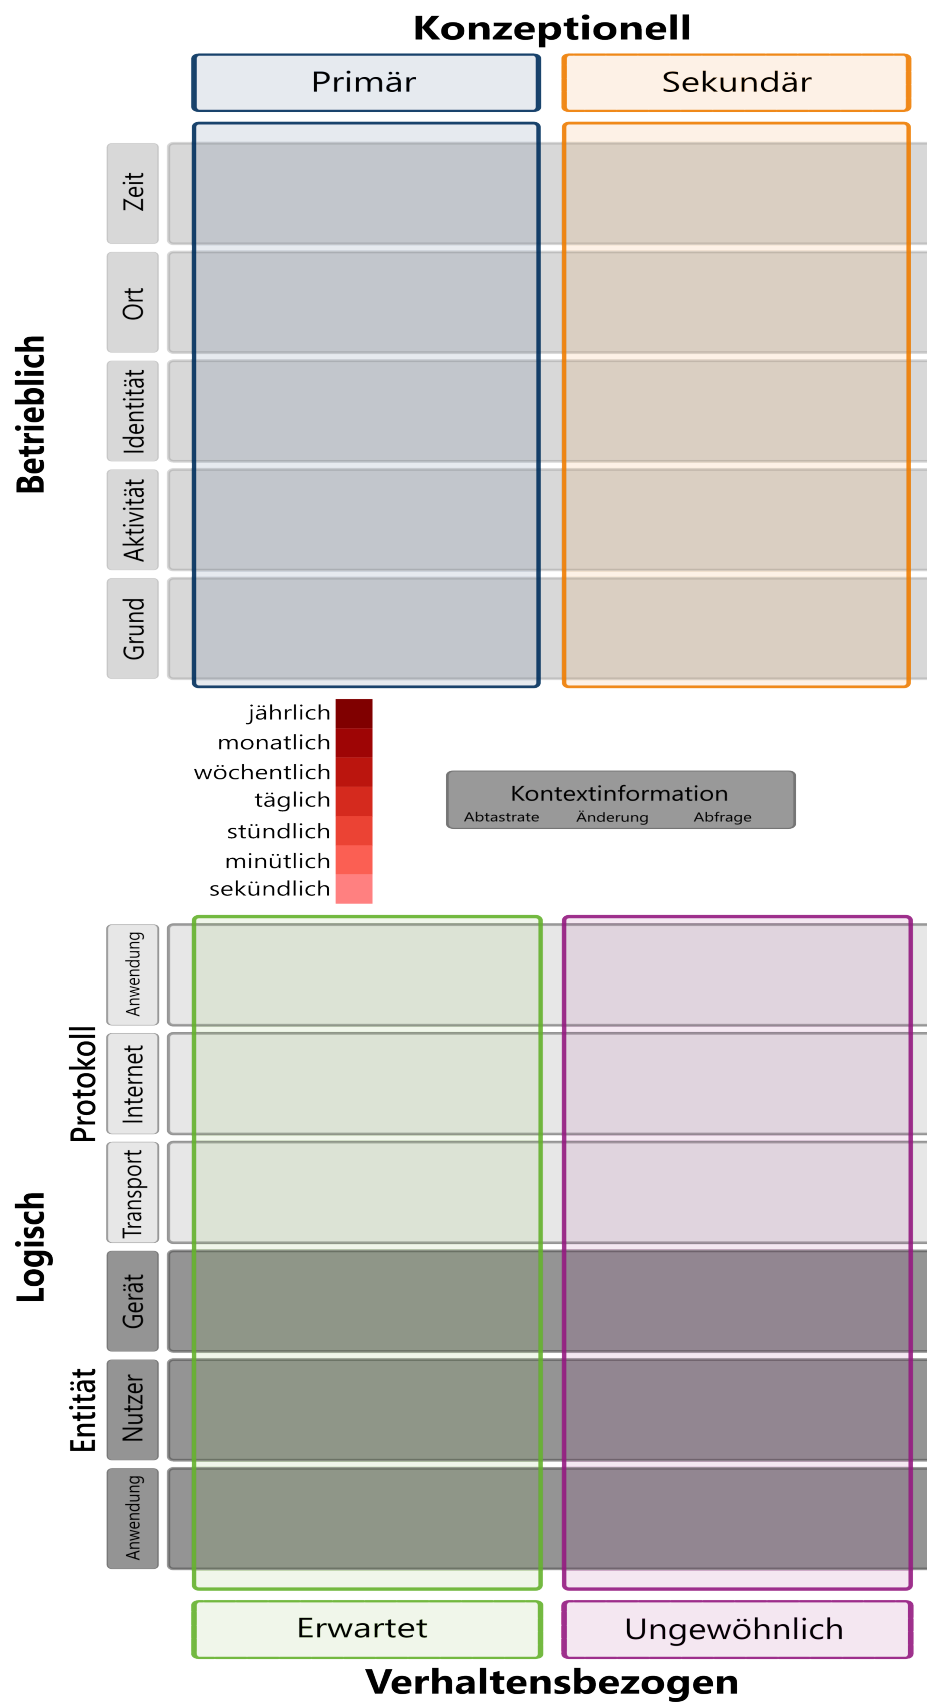 Konzeptionell
Primär
Sekundär
Betrieblich
Zeit
Ort
Identität
Aktivität
Grund
jährlich
monatlich
wöchentlich
täglich
stündlich
minütlich
sekündlich
Kontextinformation
Abtastrate Änderung Abfrage
Logisch
Protokoll
Anwendung
Internet
Transport
Entität
Gerät
Nutzer
Anwendung
Erwartet
Ungewöhnlich
Verhaltensbezogen